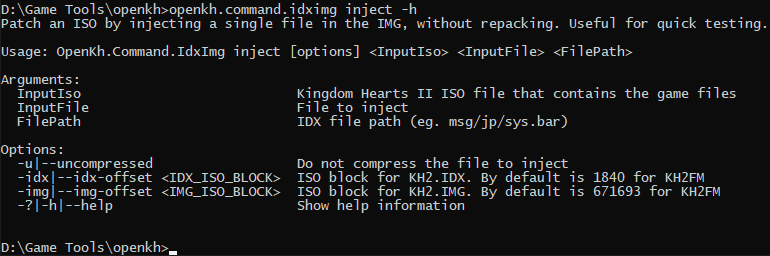 D:\Game Tools\openkh>openkh.command.idximg inject -h
Patch an ISO by injecting a single file in the IMG, without repacking. Useful for quick testing.
Usage: OpenKh.Command.IdxImg inject [options] <InputIso> <InputFile> <FilePath>
Arguments:
InputIso Kingdom Hearts II ISO file that contains the game files
InputFile File to inject
FilePath IDX file path (eg. msg/jp/sys.bar)
Options:
-u|--uncompressed Do not compress the file to inject
-idx|--idx-offset <IDX_ISO_BLOCK> ISO block for KH2.IDX. By default is 1840 for KH2FM
-img|--img-offset <IMG_ISO_BLOCK> ISO block for KH2.IMG. By default is 671693 for KH2FM
-?|-h|--help Show help information
D:\Game Tools\openkh>